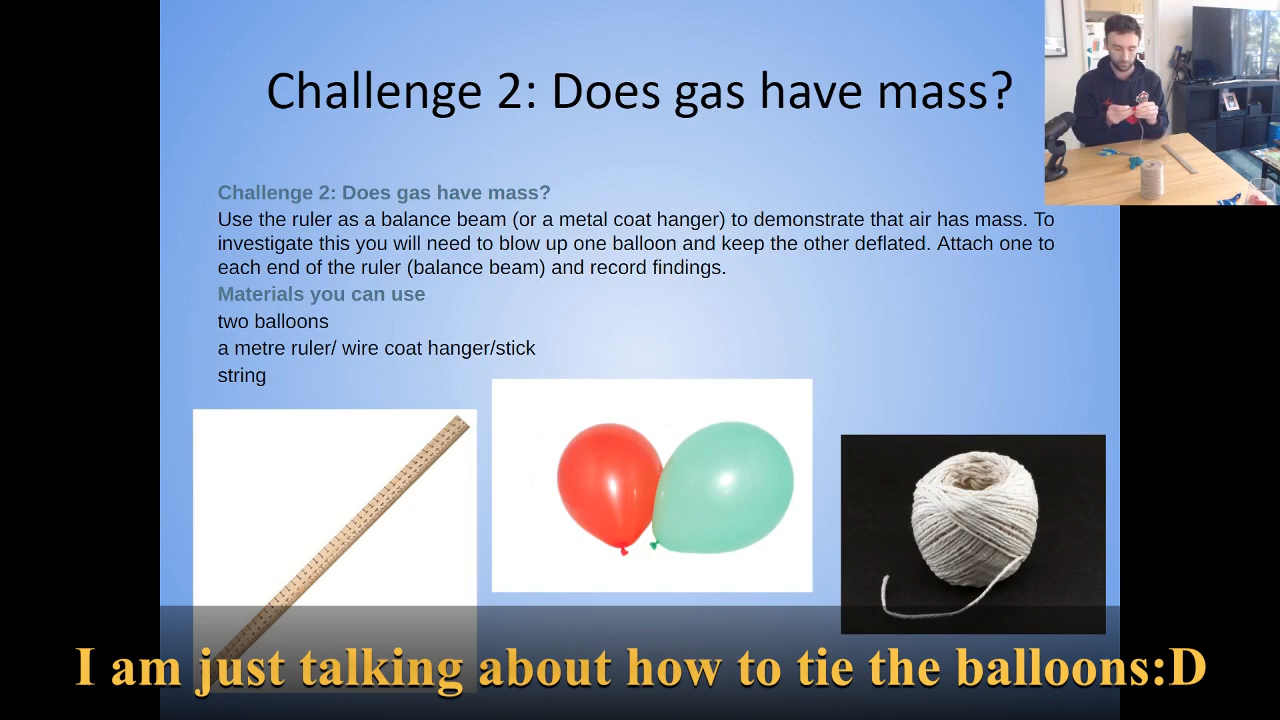 Challenge 2: Does gas have mass?
Challenge 2: Does gas have mass?
Use the ruler as a balance beam (or a metal coat hanger) to demonstrate that air has mass. To
investigate this you will need to blow up one balloon and keep the other deflated. Attach one to
each end of the ruler (balance beam) and record findings.
Materials you can use
two balloons
a metre ruler/ wire coat hanger/stick
string
I am just talking about how to tie the balloons:D